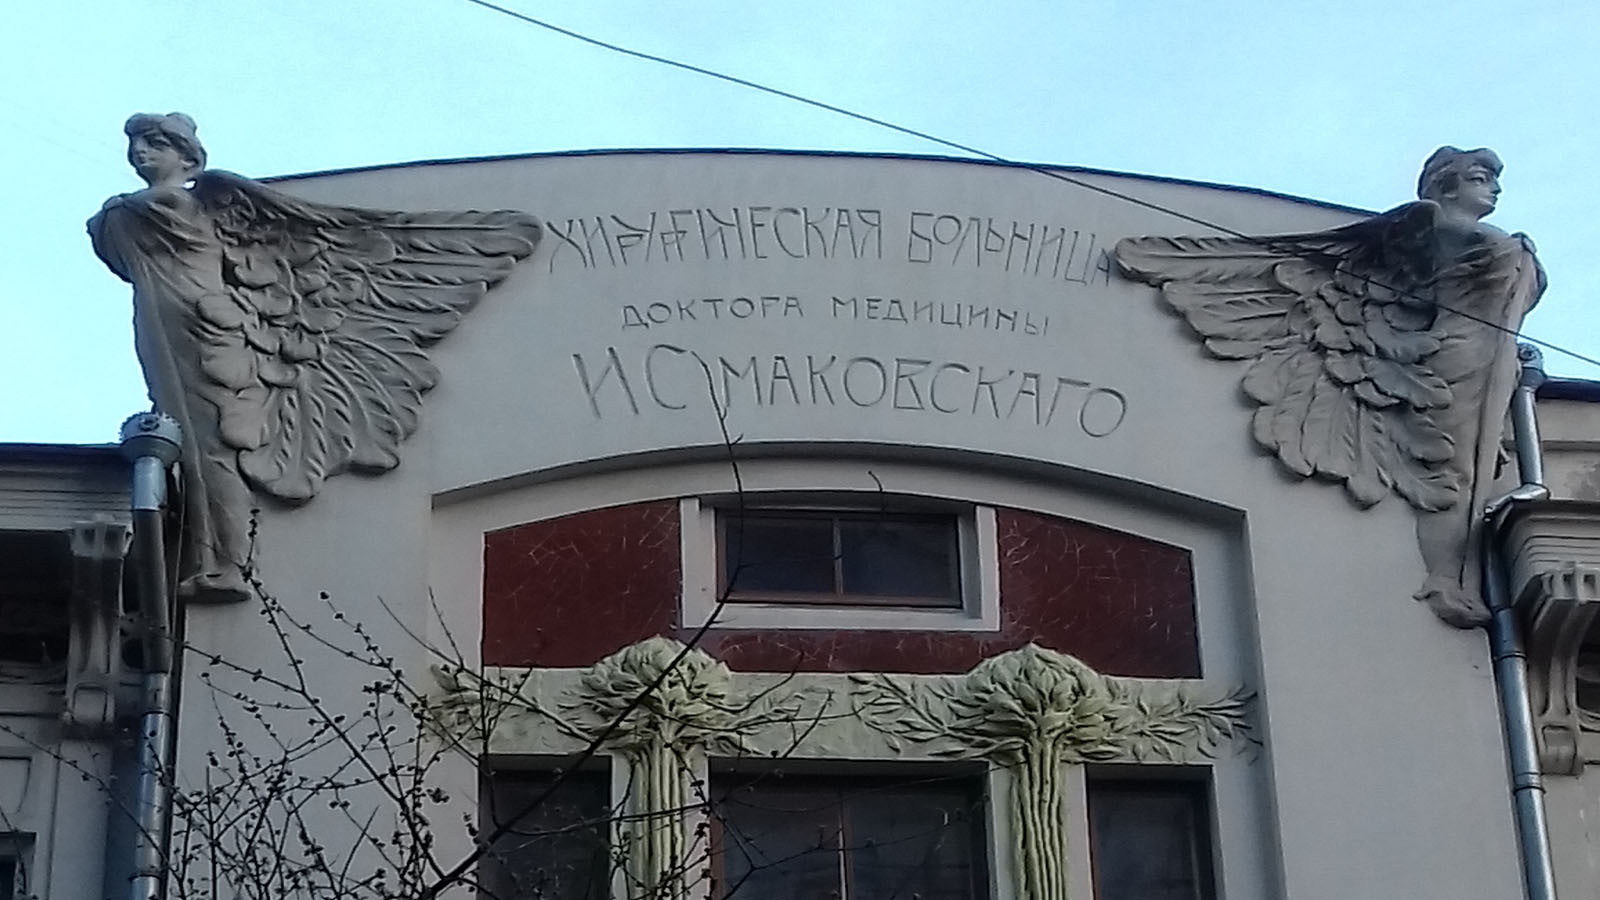 ХИРУРГИЧЕСКАЯ БОЛЬНИЦА
ДОКТОРА МЕДИЦИНЫ
И С МАКОВСКАГО